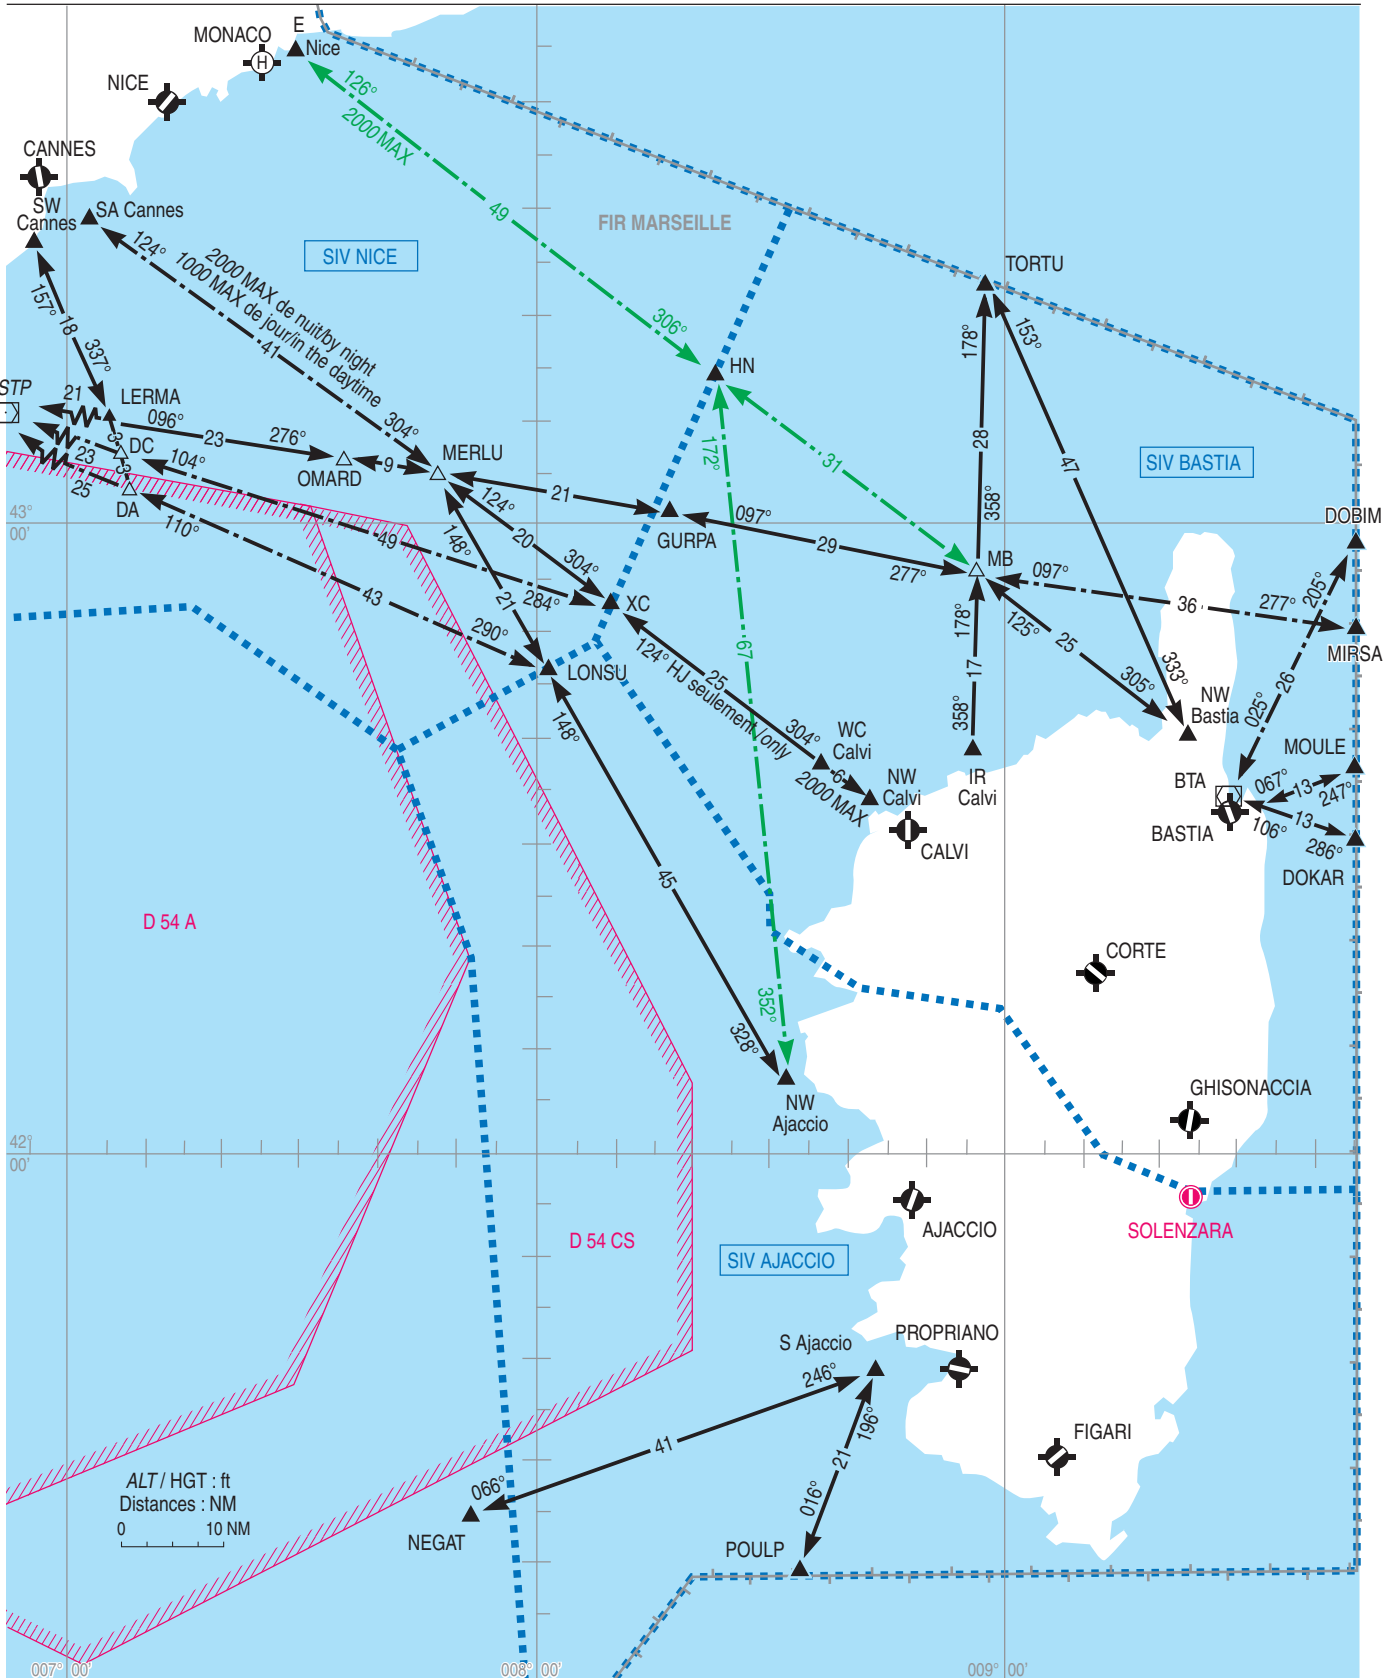 E
MONACO
H
Nice
NICE
126°
2000 MAX
CANNES
SW
Cannes
SA Cannes
49
FIR MARSEILLE
SIV NICE
124°
2000 MAX de nuit/by night
1000 MAX de jour/in the daytime
41
TORTU
157°
18
337°
306°
178°
153°
HN
STP
21
LERMA
096°
23
276°
304°
MERLU
172°
31
28
47
SIV BASTIA
3
DC
23
104°
9
OMARD
3
25
DA
110°
124°
21
097°
358°
43°
00'
DOBIM
49
148°
20
GURPA
29
277°
MB
097°
304°
205°
43
284°
21
XC
178°
125°
36
277°
290°
67
17
25
MIRSA
LONSU
124° HJ seulement/only
25
305°
333°
26
148°
304°
WC
Calvi
358°
NW
Bastia
025°
MOULE
6
2000 MAX
NW
Calvi
IR
Calvi
BTA
067°
13
247°
CALVI
BASTIA
106°
13
286°
DOKAR
45
D 54 A
CORTE
352°
328°
NW
Ajaccio
GHISONACCIA
42°
00'
AJACCIO
SOLENZARA
D 54 CS
SIV AJACCIO
S Ajaccio
PROPRIANO
246°
196°
FIGARI
41
21
ALT / HGT : ft
Distances : NM
0
10 NM
066°
016°
NEGAT
POULP
007° 00'
008° 00'
009° 00'